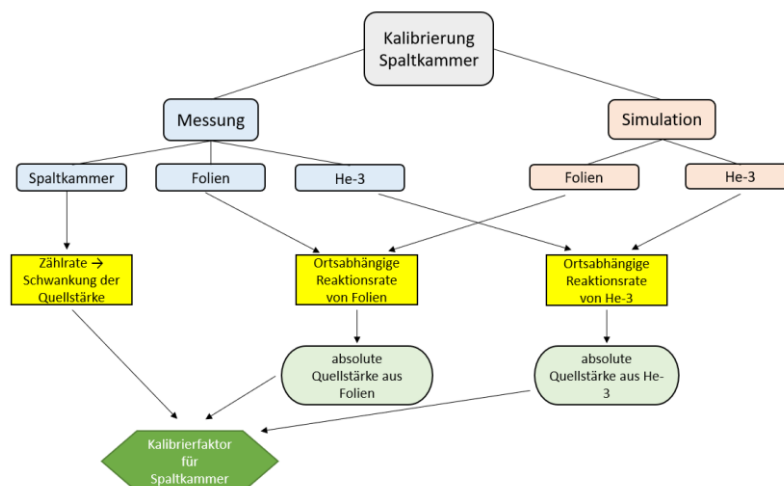 Kalibrierung
Spaltkammer
Messung
Simulation
Spaltkammer
Folien
He-3
Folien
He-3
Zählrate →
Schwankung der
Quellstärke
Ortsabhängige
Reaktionsrate
von Folien
Ortsabhängige
Reaktionsrate
von He-3
absolute
Quellstärke aus
Folien
absolute
Quellstärke aus He-
3
Kalibrierfaktor
für
Spaltkammer